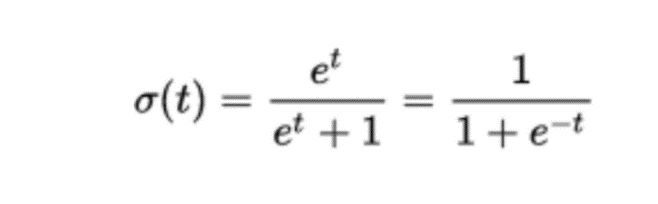 σ(t) = e^t / (e^t + 1) = 1 / (1 + e^−t)